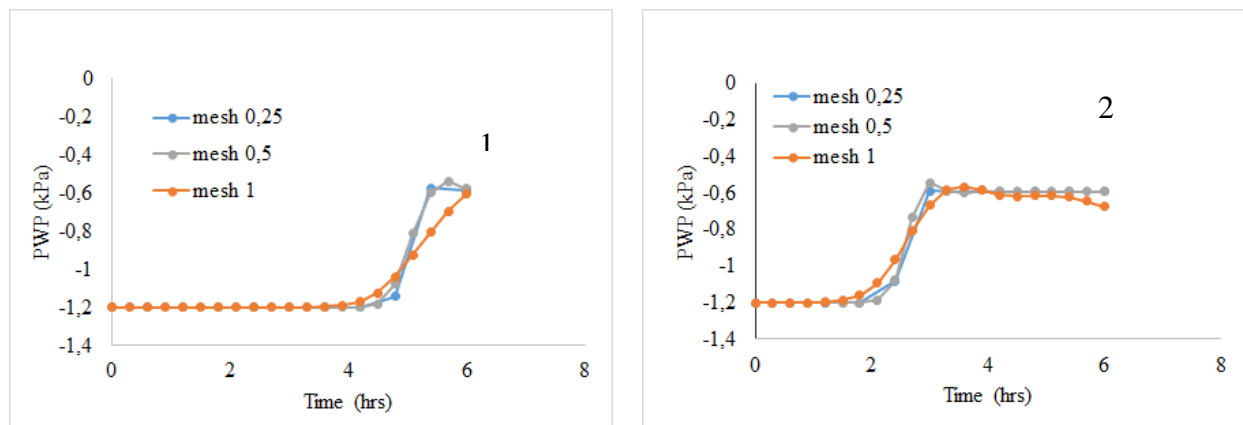 0
-0,2
-0,4
-0,6
-0,8
-1
-1,2
-1,4
PWP (kPa)
mesh 0,25
mesh 0,5
mesh 1
1
0 2 4 6 8
Time (hrs)
0
-0,2
-0,4
-0,6
-0,8
-1
-1,2
-1,4
PWP (kPa)
mesh 0,25
mesh 0,5
mesh 1
2
0 2 4 6 8
Time (hrs)